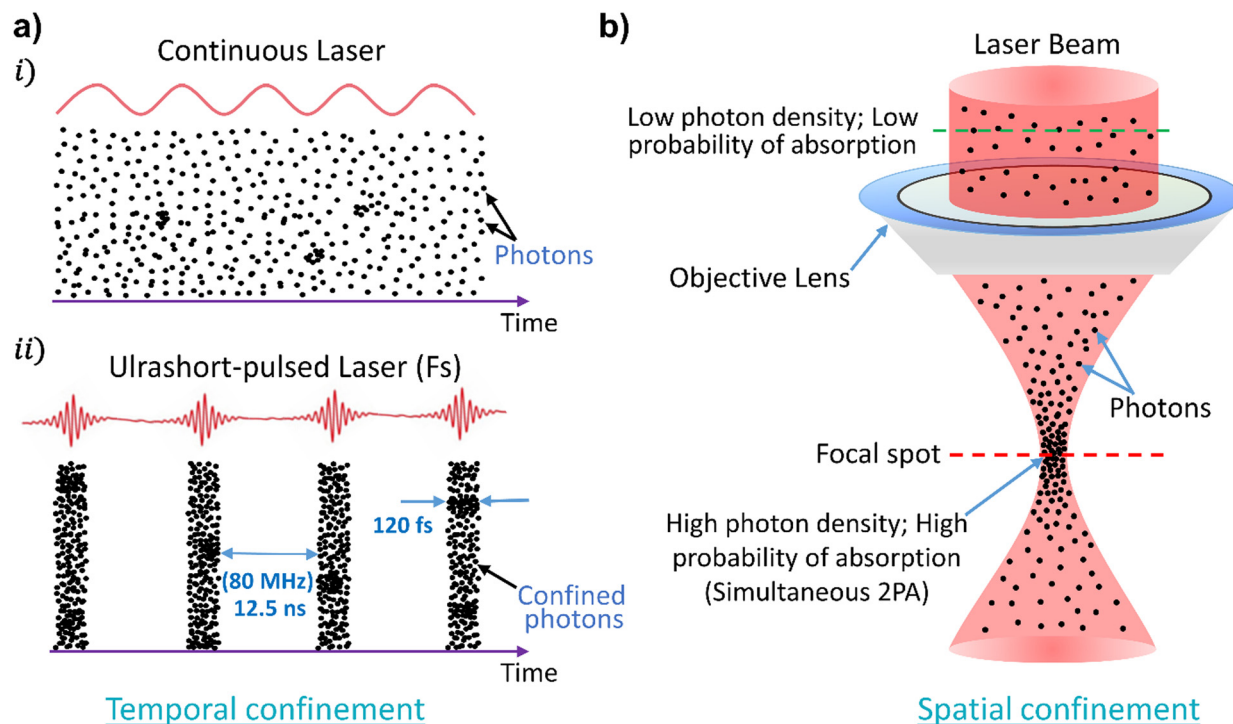 a)
Continuous Laser
i)
Photons
Time
ii)
Ulrashort-pulsed Laser (Fs)
120 fs
(80 MHz)
12.5 ns
Confined
photons
Time
Temporal confinement
b)
Laser Beam
Low photon density; Low
probability of absorption
Objective Lens
Photons
Focal spot
High photon density; High
probability of absorption
(Simultaneous 2PA)
Spatial confinement